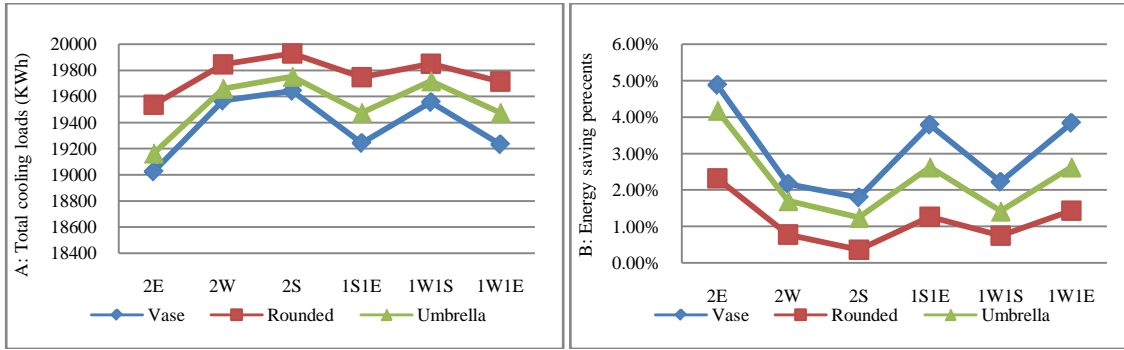 A: Total cooling loads (KWh)
20000
19800
19600
19400
19200
19000
18800
18600
18400
2E 2W 2S 1S1E 1W1S 1W1E
Vase Rounded Umbrella
B: Energy saving perecents
6.00%
5.00%
4.00%
3.00%
2.00%
1.00%
0.00%
2E 2W 2S 1S1E 1W1S 1W1E
Vase Rounded Umbrella